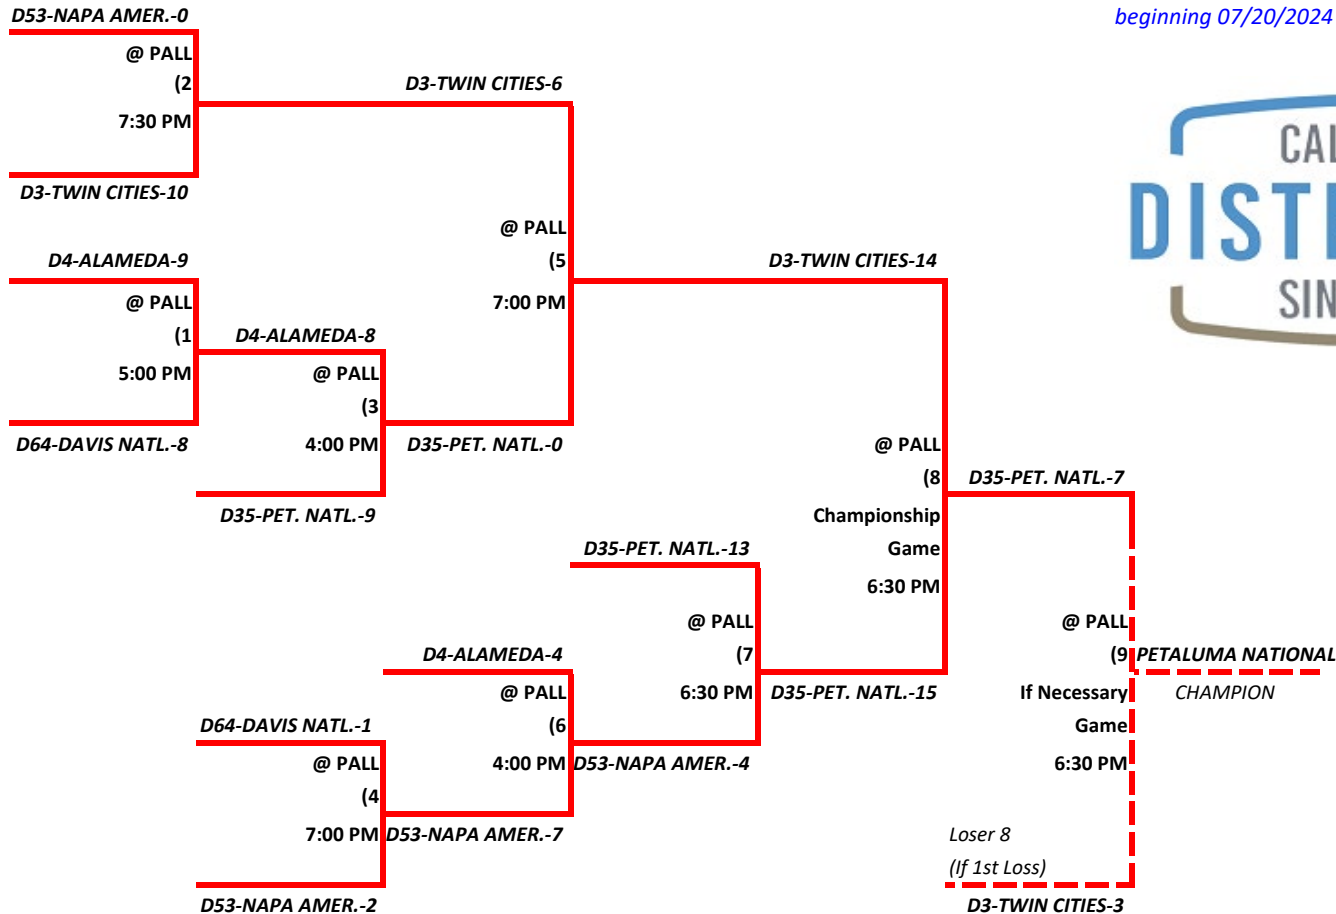 D53-NAPA AMER.-0
beginning 07/20/2024
@ PALL
(2
7:30 PM
D3-TWIN CITIES-6
D3-TWIN CITIES-10
CAL
DIST
SIN
D4-ALAMEDA-9
@ PALL
(1
5:00 PM
D4-ALAMEDA-8
D64-DAVIS NATL.-8
@ PALL
(3
4:00 PM
D35-PET. NATL.-0
D35-PET. NATL.-9
@ PALL
(5
7:00 PM
D3-TWIN CITIES-14
@ PALL
(8
Championship
Game
6:30 PM
D35-PET. NATL.-7
D35-PET. NATL.-13
@ PALL
(7
6:30 PM
D35-PET. NATL.-15
D4-ALAMEDA-4
@ PALL
(6
4:00 PM
D53-NAPA AMER.-4
D64-DAVIS NATL.-1
@ PALL
(4
7:00 PM
D53-NAPA AMER.-7
D53-NAPA AMER.-2
@ PALL
(9
If Necessary
Game
6:30 PM
PETALUMA NATIONAL
CHAMPION
Loser 8
(If 1st Loss)
D3-TWIN CITIES-3